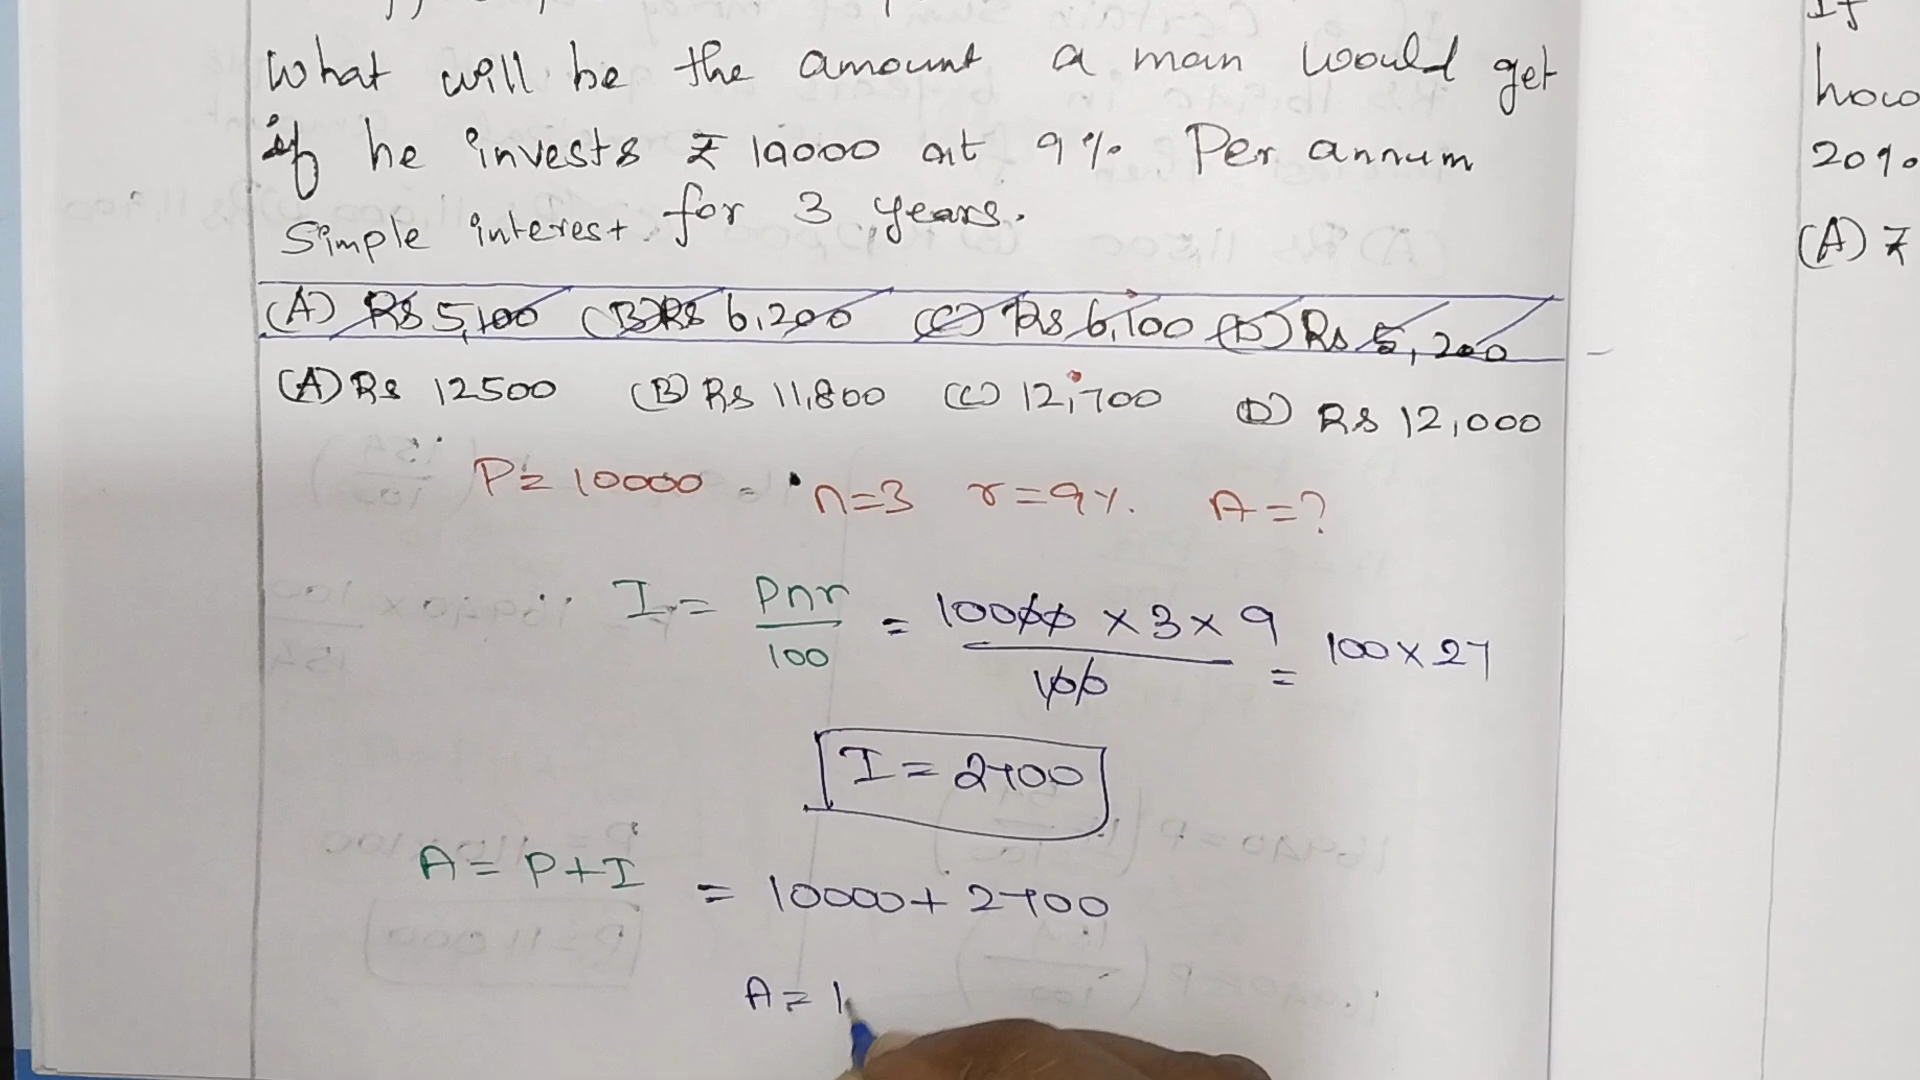 What will be the amount a man would get
if he invests ₹ 10000 at 9% Per annum
Simple interest for 3 years.
(A) Rs 5,100 (B) Rs 6,200 (C) Rs 6,100 (D) Rs 5,200
(A) Rs 12500 (B) Rs 11,800 (C) 12,700 (D) Rs 12,000
P = 10000 n=3 r=9%. A=?
I = Pnr/100 = 10000 × 3 × 9/100 = 100 × 27
I = 2700
A = P+I = 10000 + 2700
A = 1
If
how
20%
(A) ₹